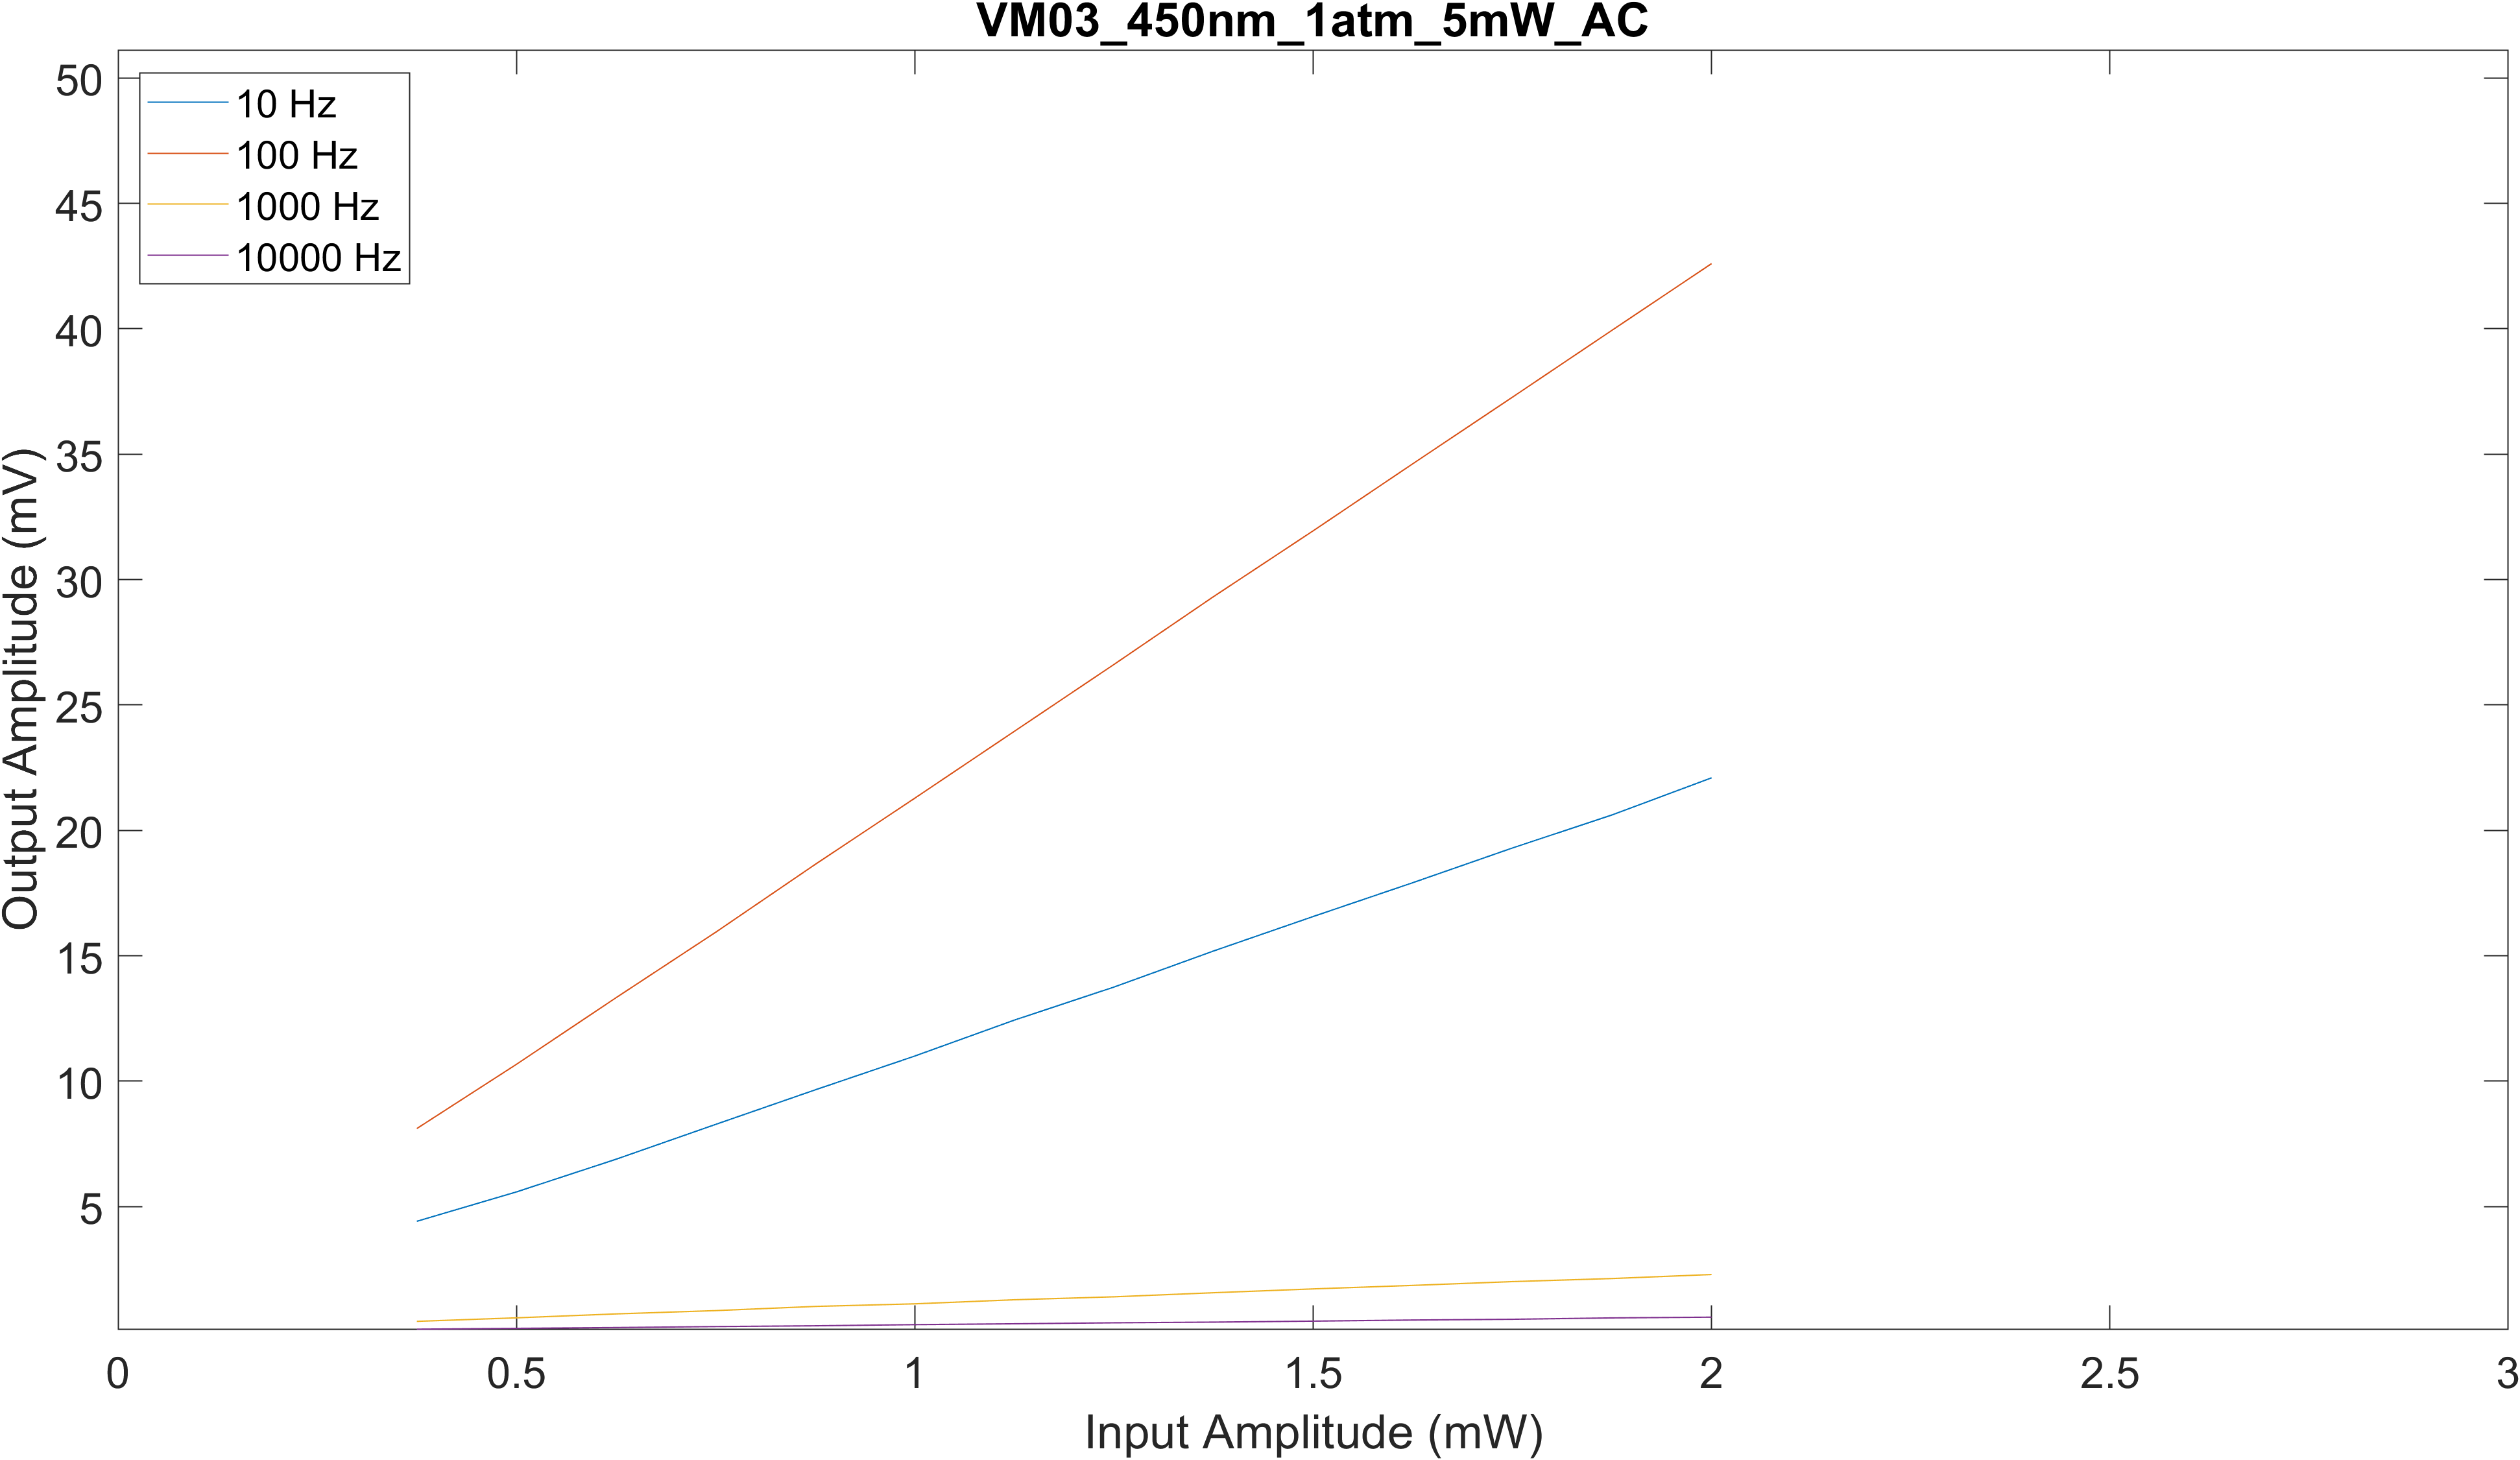 VM03_450nm_1atm_5mW_AC
10 Hz
100 Hz
1000 Hz
10000 Hz
50
45
40
35
30
25
20
15
10
5
Output Amplitude (mV)
0 0.5 1 1.5 2 2.5 3
Input Amplitude (mW)